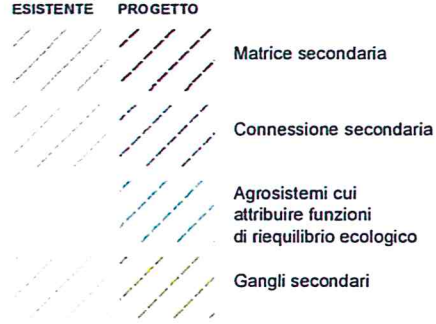 ESISTENTE PROGETTO
Matrice secondaria
Connessione secondaria
Agrosistemi cui
attribuire funzioni
di riequilibrio ecologico
Gangli secondari